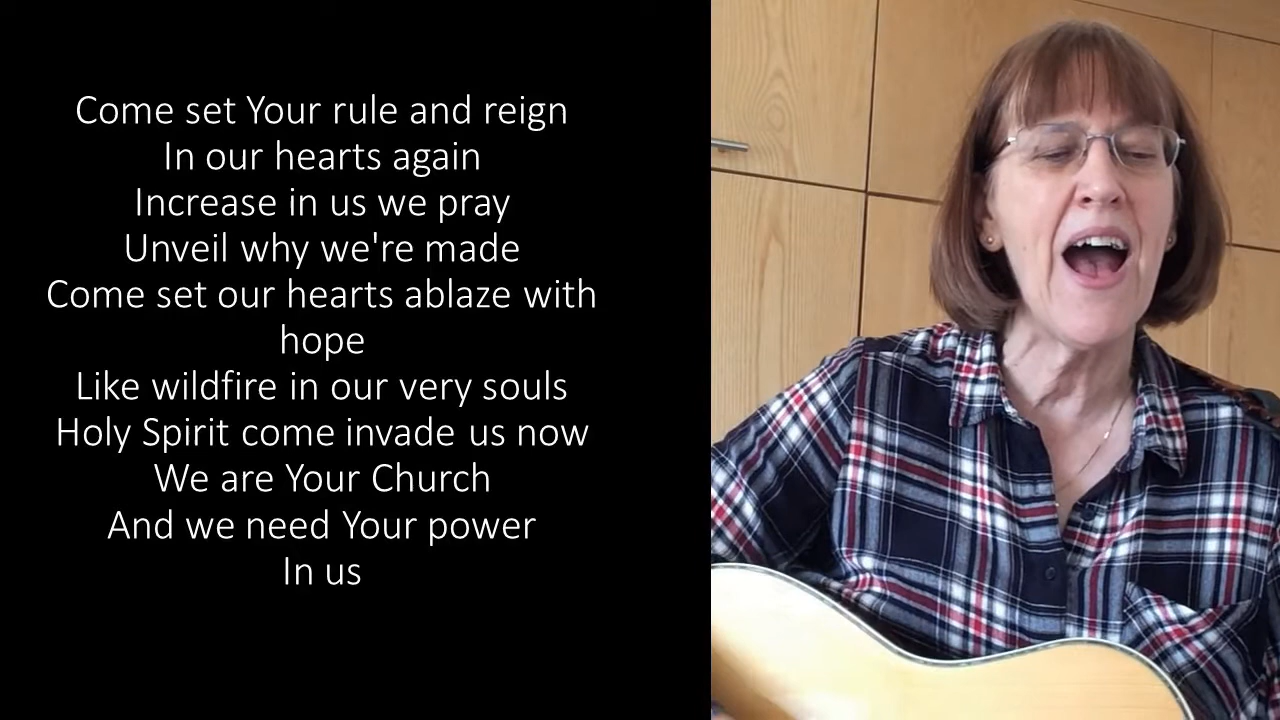 Come set Your rule and reign
In our hearts again
Increase in us we pray
Unveil why we're made
Come set our hearts ablaze with
hope
Like wildfire in our very souls
Holy Spirit come invade us now
We are Your Church
And we need Your power
In us